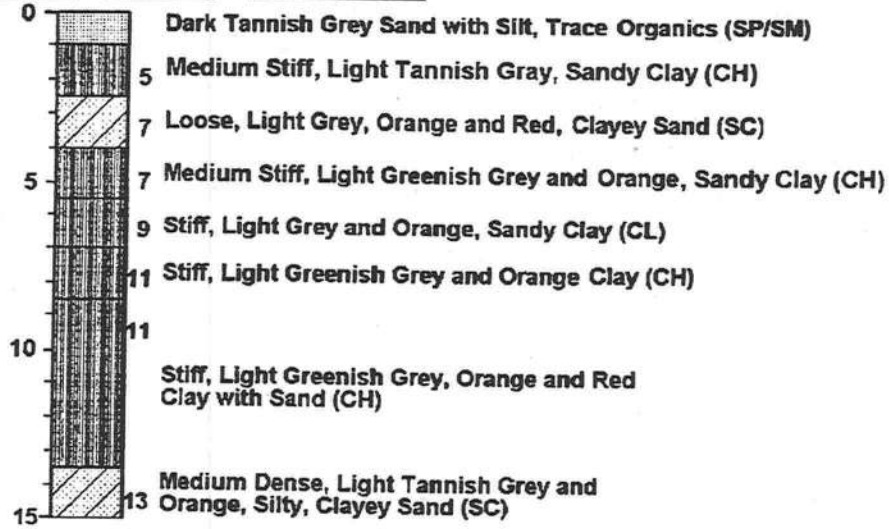 0
Dark Tannish Grey Sand with Silt, Trace Organics (SP/SM)
5 Medium Stiff, Light Tannish Gray, Sandy Clay (CH)
7 Loose, Light Grey, Orange and Red, Clayey Sand (SC)
5 7 Medium Stiff, Light Greenish Grey and Orange, Sandy Clay (CH)
9 Stiff, Light Grey and Orange, Sandy Clay (CL)
11 Stiff, Light Greenish Grey and Orange Clay (CH)
11
10
Stiff, Light Greenish Grey, Orange and Red
Clay with Sand (CH)
Medium Dense, Light Tannish Grey and
13 Orange, Silty, Clayey Sand (SC)
15